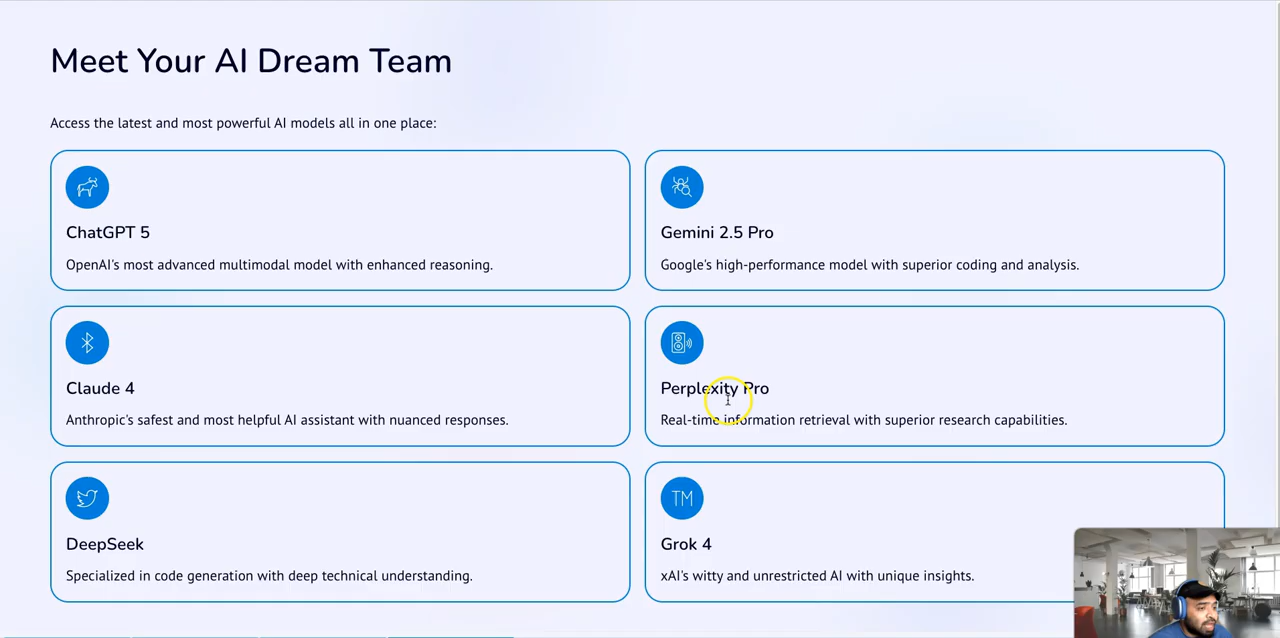 Meet Your AI Dream Team
Access the latest and most powerful AI models all in one place:
ChatGPT 5
OpenAI's most advanced multimodal model with enhanced reasoning.
Gemini 2.5 Pro
Google's high-performance model with superior coding and analysis.
Claude 4
Anthropic's safest and most helpful AI assistant with nuanced responses.
Perplexity Pro
Real-time information retrieval with superior research capabilities.
DeepSeek
Specialized in code generation with deep technical understanding.
TM
Grok 4
xAI's witty and unrestricted AI with unique insights.